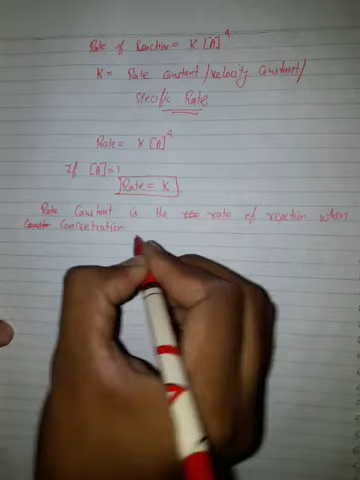 Rate of Reaction = K [A]^a
K = Rate constant/velocity constant/
specific Rate
Rate = K [A]^a
If [A]=1
Rate = K
Rate Constant is the rate of reaction when
concentration